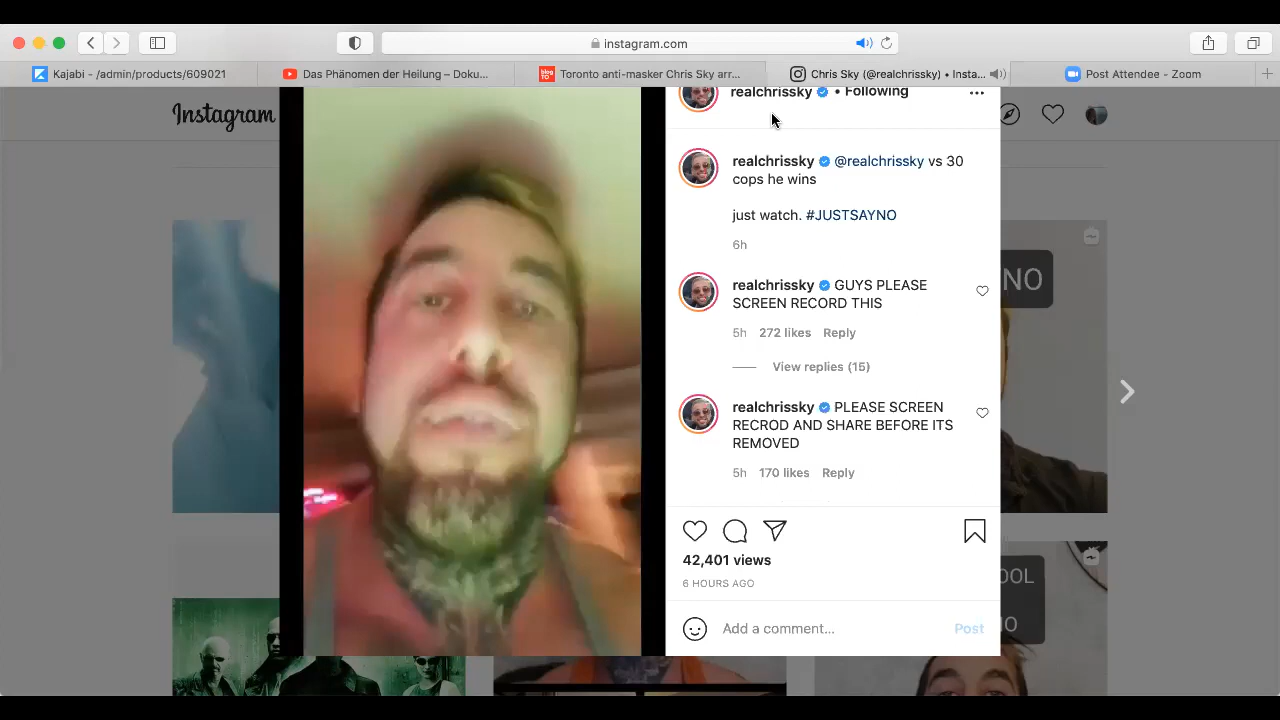 instagram.com
Kajabi - /admin/products/609021
Das Phänomen der Heilung – Doku...
blog TO
Toronto anti-masker Chris Sky arr...
Chris Sky (@realchrissky) • Insta...
Post Attendee - Zoom
Instagram
realchrissky • Following
realchrissky @realchrissky vs 30
cops he wins
just watch. #JUSTSAYNO
6h
realchrissky GUYS PLEASE
SCREEN RECORD THIS
5h 272 likes Reply
View replies (15)
realchrissky PLEASE SCREEN
RECROD AND SHARE BEFORE ITS
REMOVED
5h 170 likes Reply
42,401 views
6 HOURS AGO
Add a comment... Post
NO
OOL
NO